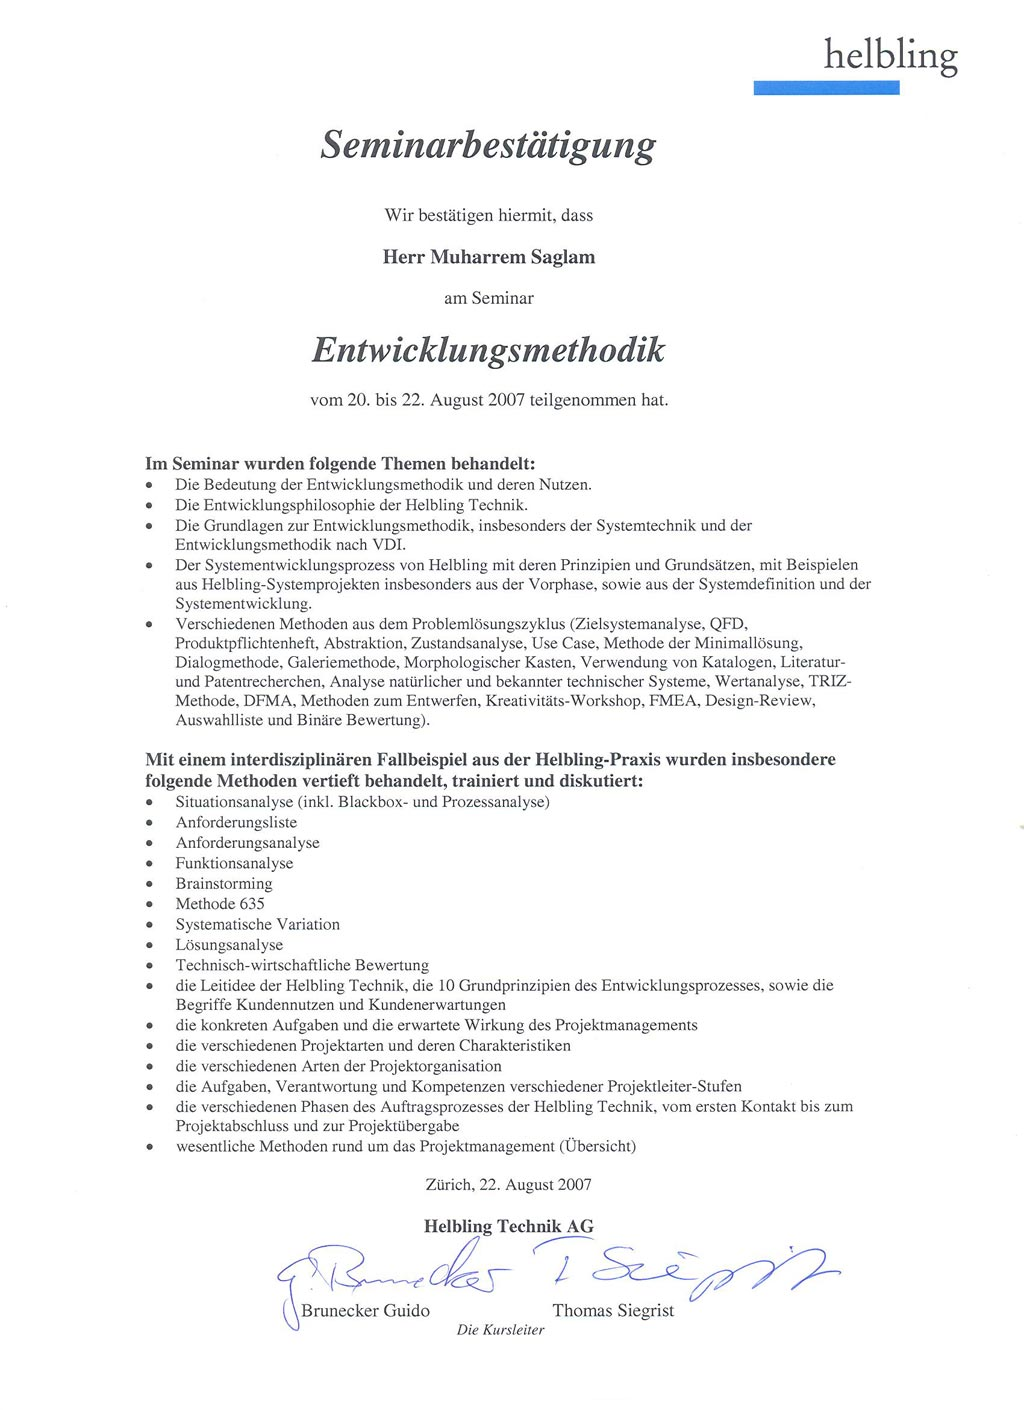 helbling
Seminarbestätigung
Wir bestätigen hiermit, dass
Herr Muharrem Saglam
am Seminar
Entwicklungsmethodik
vom 20. bis 22. August 2007 teilgenommen hat.
Im Seminar wurden folgende Themen behandelt:
• Die Bedeutung der Entwicklungsmethodik und deren Nutzen.
• Die Entwicklungsphilosophie der Helbling Technik.
• Die Grundlagen zur Entwicklungsmethodik, insbesonders der Systemtechnik und der
Entwicklungsmethodik nach VDI.
• Der Systementwicklungsprozess von Helbling mit deren Prinzipien und Grundsätzen, mit Beispielen
aus Helbling-Systemprojekten insbesonders aus der Vorphase, sowie aus der Systemdefinition und der
Systementwicklung.
• Verschiedenen Methoden aus dem Problemlösungszyklus (Zielsystemanalyse, QFD,
Produktpflichtenheft, Abstraktion, Zustandsanalyse, Use Case, Methode der Minimallösung,
Dialogmethode, Galeriemethode, Morphologischer Kasten, Verwendung von Katalogen, Literatur-
und Patentrecherchen, Analyse natürlicher und bekannter technischer Systeme, Wertanalyse, TRIZ-
Methode, DFMA, Methoden zum Entwerfen, Kreativitäts-Workshop, FMEA, Design-Review,
Auswahlliste und Binäre Bewertung).
Mit einem interdisziplinären Fallbeispiel aus der Helbling-Praxis wurden insbesondere
folgende Methoden vertieft behandelt, trainiert und diskutiert:
• Situationsanalyse (inkl. Blackbox- und Prozessanalyse)
• Anforderungsliste
• Anforderungsanalyse
• Funktionsanalyse
• Brainstorming
• Methode 635
• Systematische Variation
• Lösungsanalyse
• Technisch-wirtschaftliche Bewertung
• die Leitidee der Helbling Technik, die 10 Grundprinzipien des Entwicklungsprozesses, sowie die
Begriffe Kundennutzen und Kundenerwartungen
• die konkreten Aufgaben und die erwartete Wirkung des Projektmanagements
• die verschiedenen Projektarten und deren Charakteristiken
• die verschiedenen Arten der Projektorganisation
• die Aufgaben, Verantwortung und Kompetenzen verschiedener Projektleiter-Stufen
• die verschiedenen Phasen des Auftragsprozesses der Helbling Technik, vom ersten Kontakt bis zum
Projektabschluss und zur Projektübergabe
• wesentliche Methoden rund um das Projektmanagement (Übersicht)
Zürich, 22. August 2007
Helbling Technik AG
G. Brunecker T. Siegrist
Brunecker Guido Thomas Siegrist
Die Kursleiter